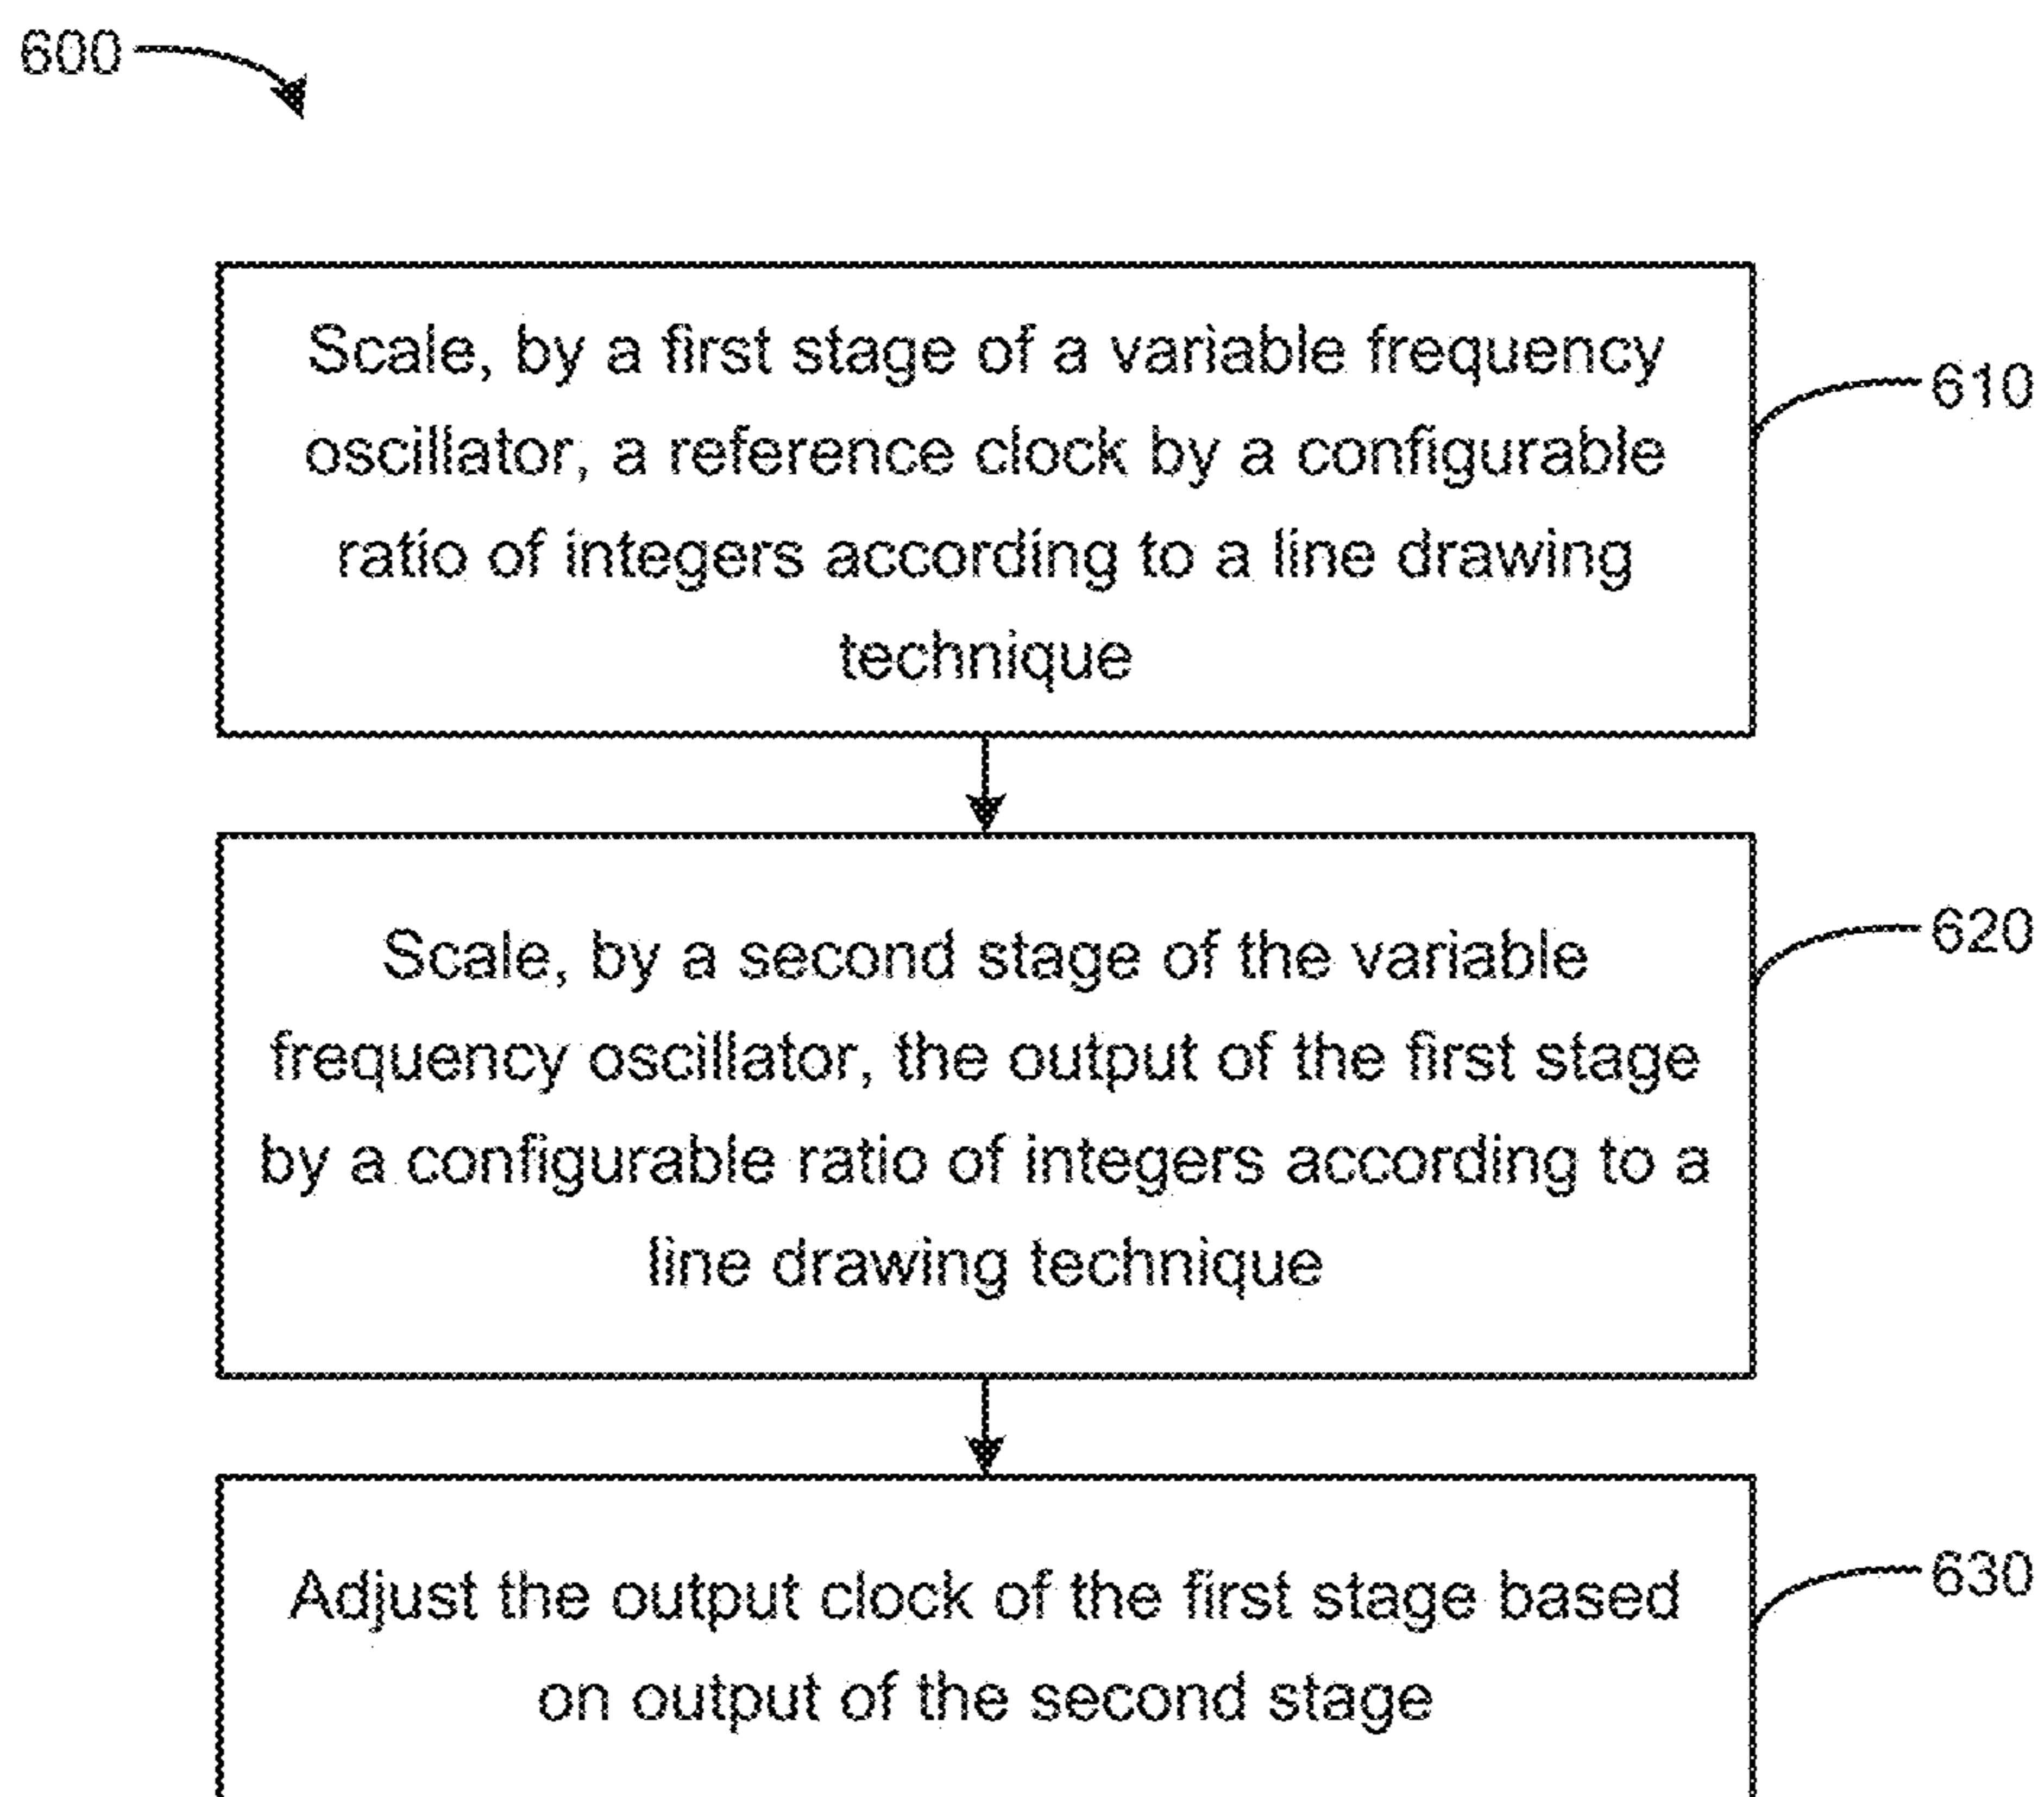 600
Scale, by a first stage of a variable frequency
oscillator, a reference clock by a configurable
ratio of integers according to a line drawing
technique
610
Scale, by a second stage of the variable
frequency oscillator, the output of the first stage
by a configurable ratio of integers according to a
line drawing technique
620
Adjust the output clock of the first stage based
on output of the second stage
630